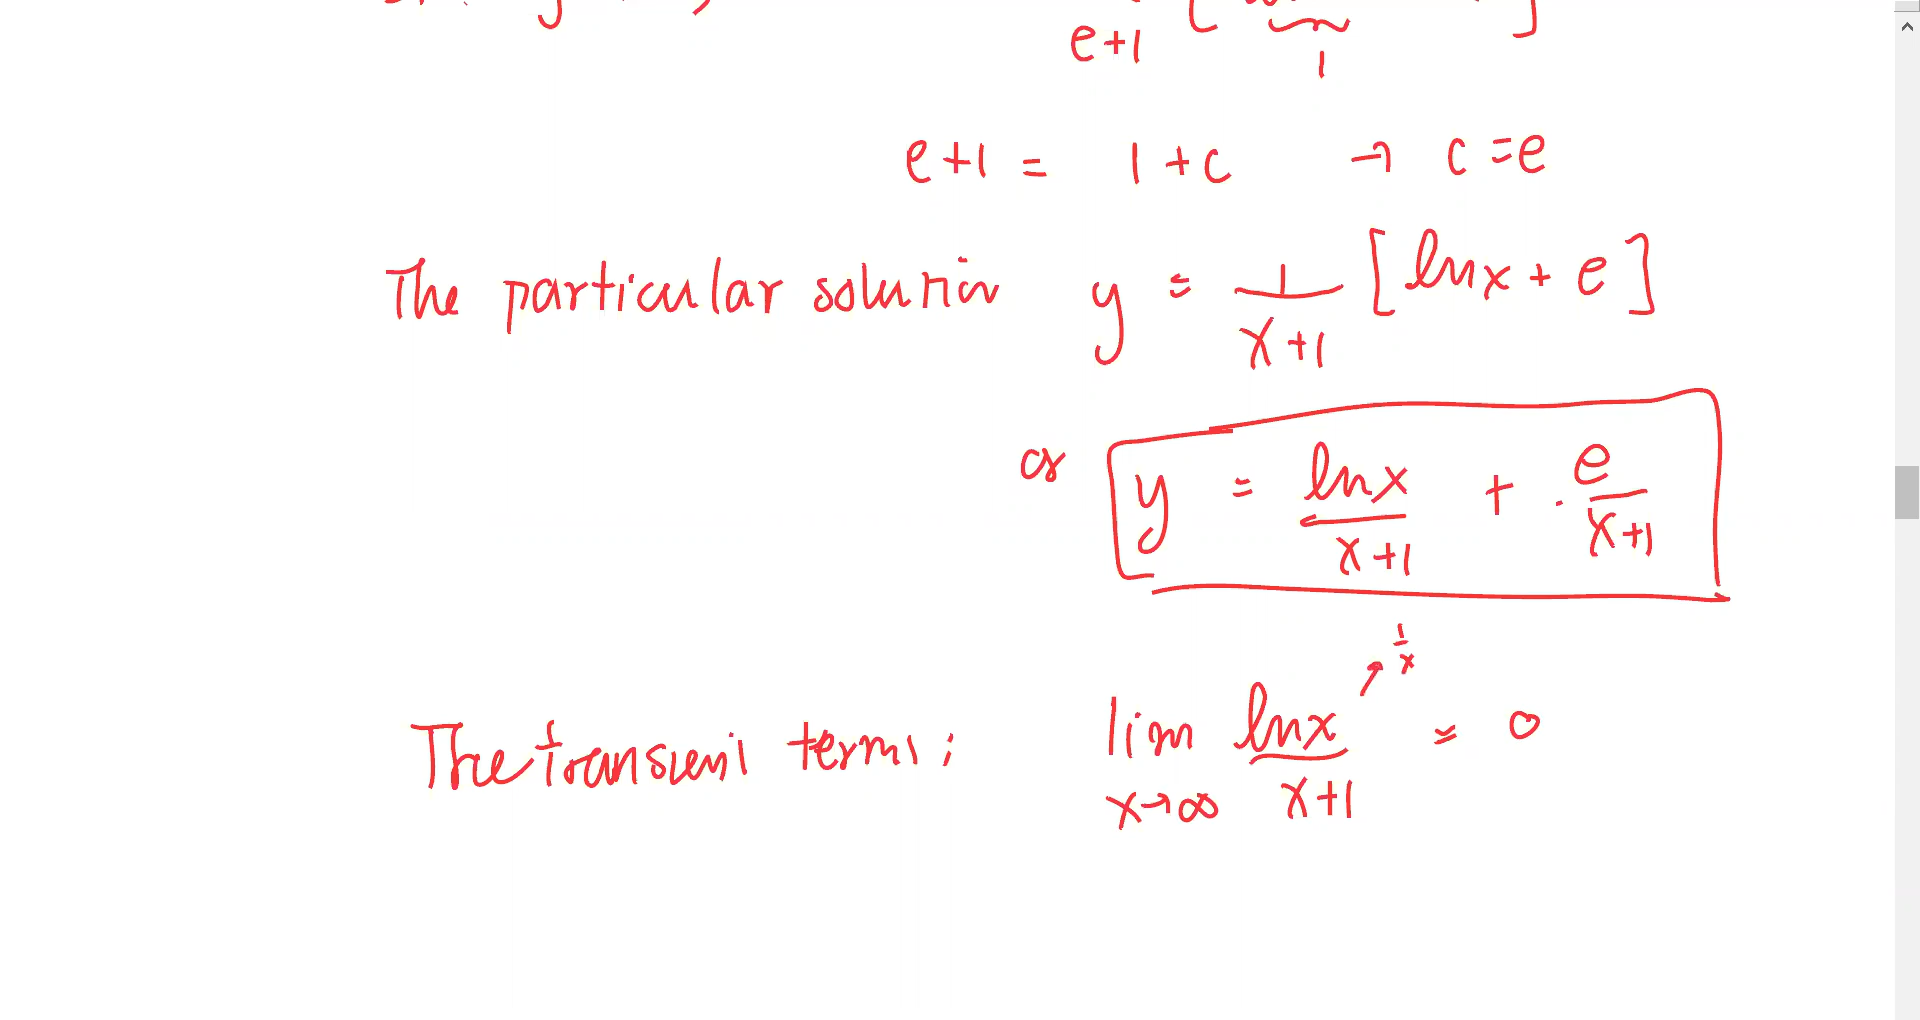 e+1
1
e+1 = 1+c → c=e
The particular solution y = 1/(x+1) [lnx + e]
or y = lnx/(x+1) + e/(x+1)
1/x
The transient term: lim x→∞ lnx/(x+1) = 0